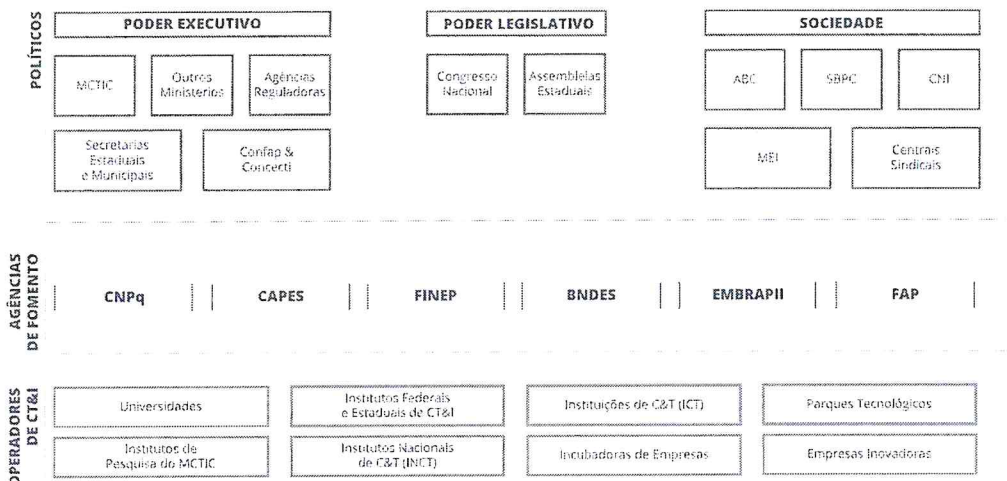 POLÍTICOS
PODER EXECUTIVO
MCTIC
Outros
Ministerios
Agências
Reguladoras
Secretarias
Estaduais
e Municipais
Confap &
Concecti
PODER LEGISLATIVO
Congresso
Nacional
Assembleias
Estaduais
SOCIEDADE
ABC
SBPC
CNI
MEI
Centrais
Sindicais
AGÊNCIAS
DE FOMENTO
CNPq
CAPES
FINEP
BNDES
EMBRAPII
FAP
OPERADORES
DE CT&I
Universidades
Institutos Federais
e Estaduais de CT&I
Instituições de C&T (ICT)
Parques Tecnológicos
Institutos de
Pesquisa do MCTIC
Institutos Nacionais
de C&T (INCT)
Incubadoras de Empresas
Empresas Inovadoras